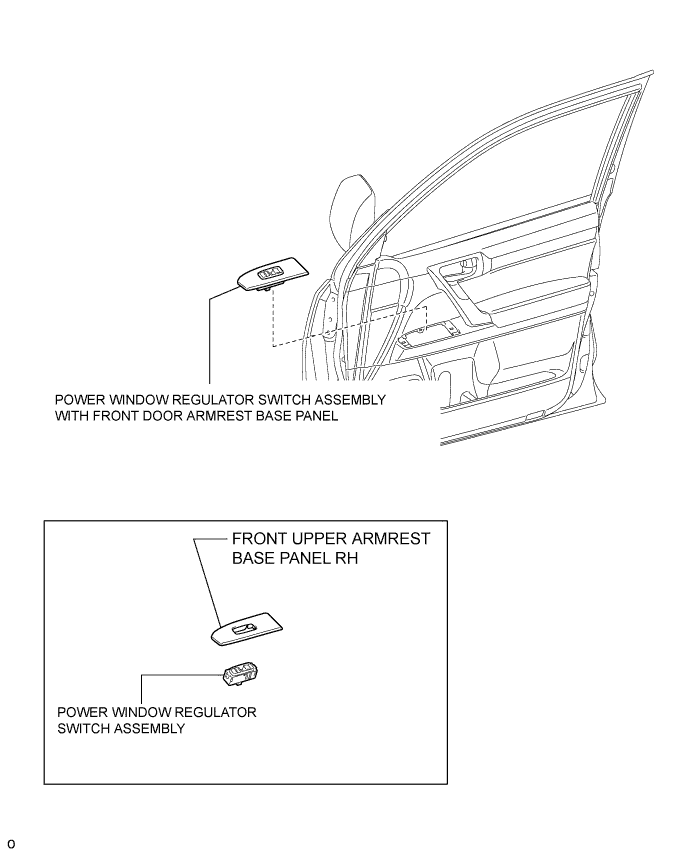 POWER WINDOW REGULATOR SWITCH ASSEMBLY
WITH FRONT DOOR ARMREST BASE PANEL
FRONT UPPER ARMREST
BASE PANEL RH
POWER WINDOW REGULATOR
SWITCH ASSEMBLY
O